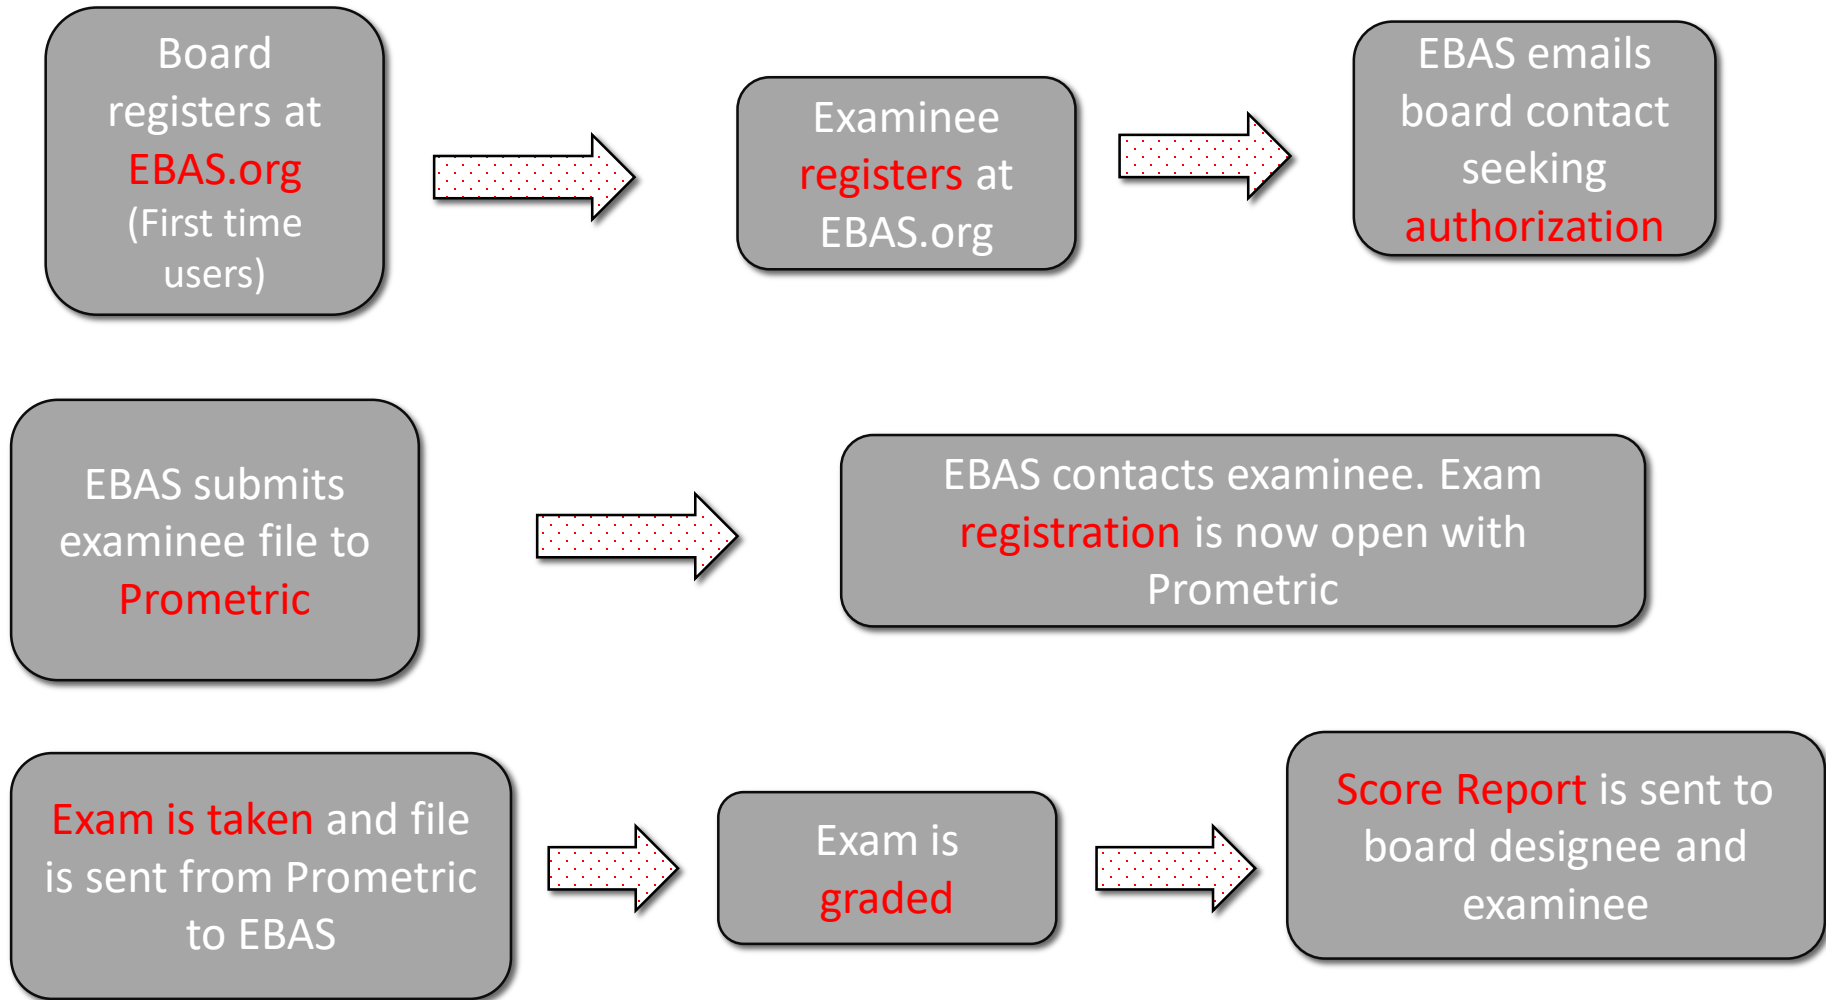 Board
registers at
EBAS.org
(First time
users)
Examinee
registers at
EBAS.org
EBAS emails
board contact
seeking
authorization
EBAS submits
examinee file to
Prometric
EBAS contacts examinee. Exam
registration is now open with
Prometric
Exam is taken and file
is sent from Prometric
to EBAS
Exam is
graded
Score Report is sent to
board designee and
examinee